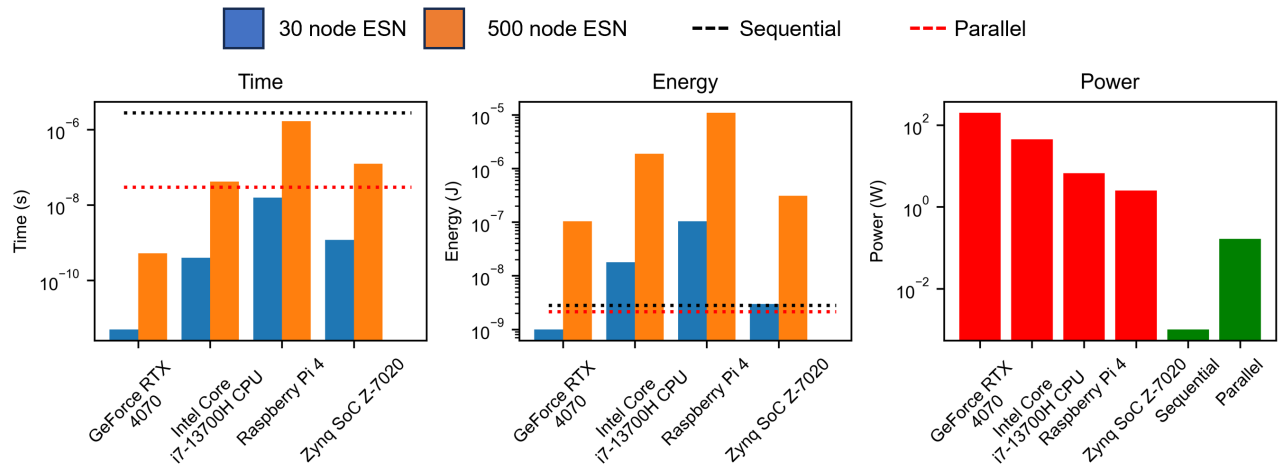 30 node ESN 500 node ESN Sequential Parallel
Time
Time (s)
10⁻⁶
10⁻⁸
10⁻¹⁰
GeForce RTX
4070
Intel Core
i7-13700H CPU
Raspberry Pi 4
Zynq SoC Z-7020
Energy
Energy (J)
10⁻⁵
10⁻⁶
10⁻⁷
10⁻⁸
10⁻⁹
GeForce RTX
4070
Intel Core
i7-13700H CPU
Raspberry Pi 4
Zynq SoC Z-7020
Power
Power (W)
10²
10⁰
10⁻²
GeForce RTX
4070
Intel Core
i7-13700H CPU
Raspberry Pi 4
Zynq SoC Z-7020
Sequential
Parallel